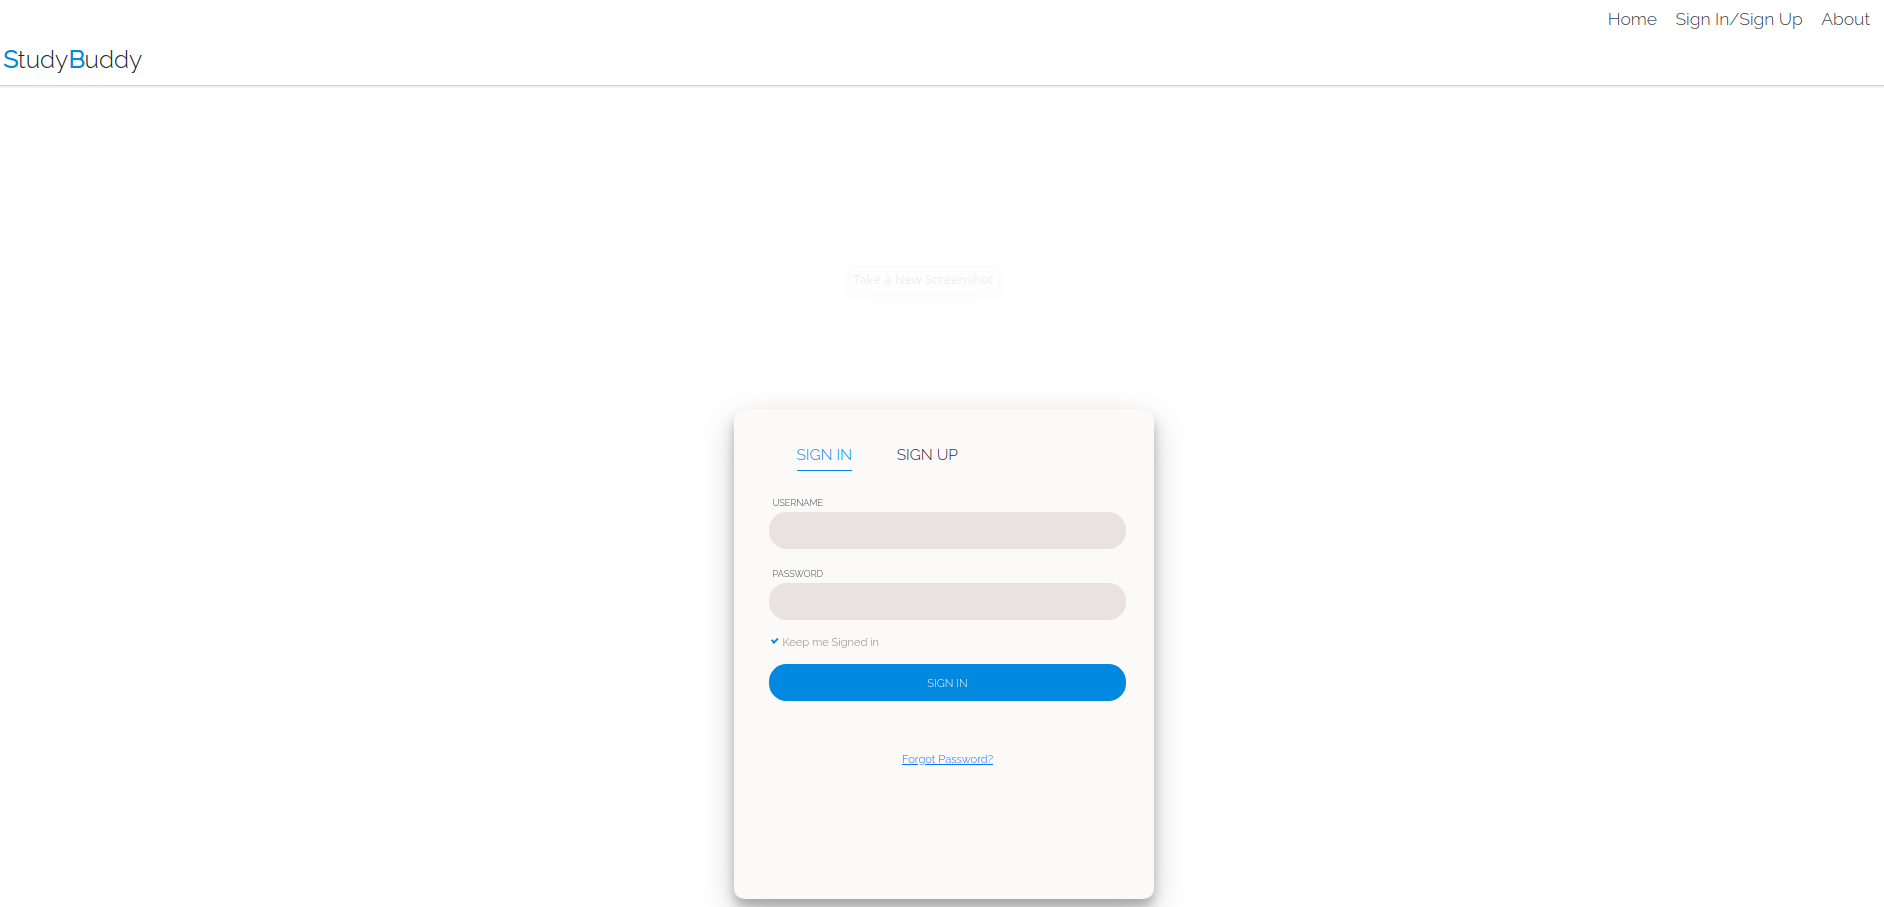 Home Sign In/Sign Up About
StudyBuddy
Take a New Screenshot
SIGN IN SIGN UP
USERNAME
PASSWORD
Keep me Signed in
SIGN IN
Forgot Password?